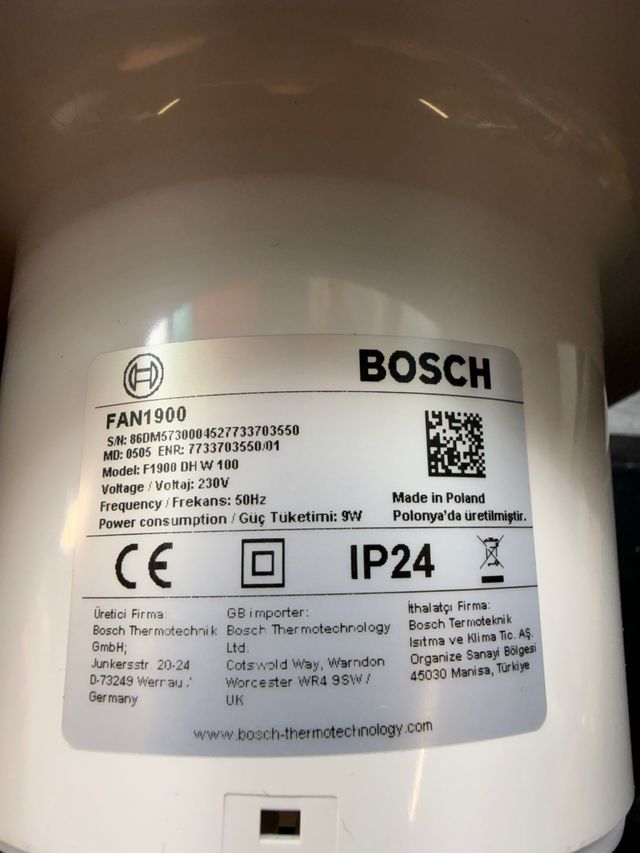 BOSCH
FAN1900
S/N: 86DM5730004527733703550
MD: 0505 ENR: 7733703550/01
Model: F1900 DH W 100
Voltage / Voltaj: 230V
Frequency / Frekans: 50Hz
Power consumption / Güç Tüketimi: 9W
Made in Poland
Polonya'da üretilmiştir.
CE
IP24
Üretici Firma:
Bosch Thermotechnik
GmbH;
Junkersstr. 20-24
D-73249 Wernau /
Germany
GB importer:
Bosch Thermotechnology
Ltd.
Cotswold Way, Warndon
Worcester WR4 9SW /
UK
İthalatçı Firma:
Bosch Termoteknik
Isıtma ve Klima Tic. AŞ.
Organize Sanayi Bölgesi
45030 Manisa, Türkiye
www.bosch-thermotechnology.com